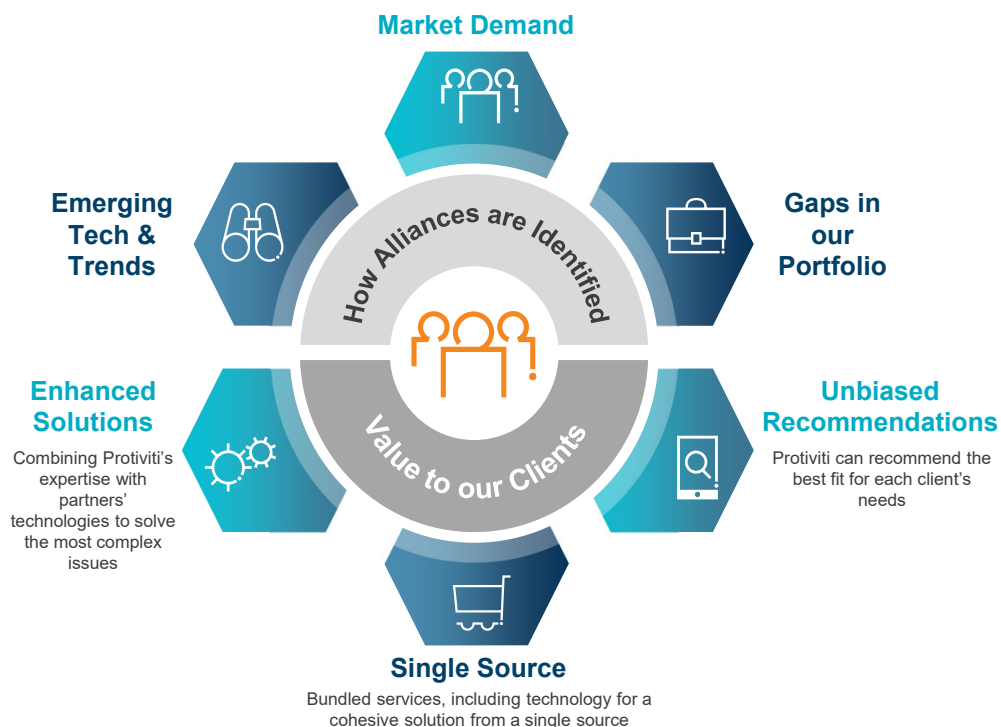 Market Demand
Emerging
Tech &
Trends
Gaps in
our
Portfolio
How Alliances are Identified
Value to our Clients
Enhanced
Solutions
Combining Protiviti’s
expertise with
partners’
technologies to solve
the most complex
issues
Unbiased
Recommendations
Protiviti can recommend the
best fit for each client’s
needs
Single Source
Bundled services, including technology for a
cohesive solution from a single source